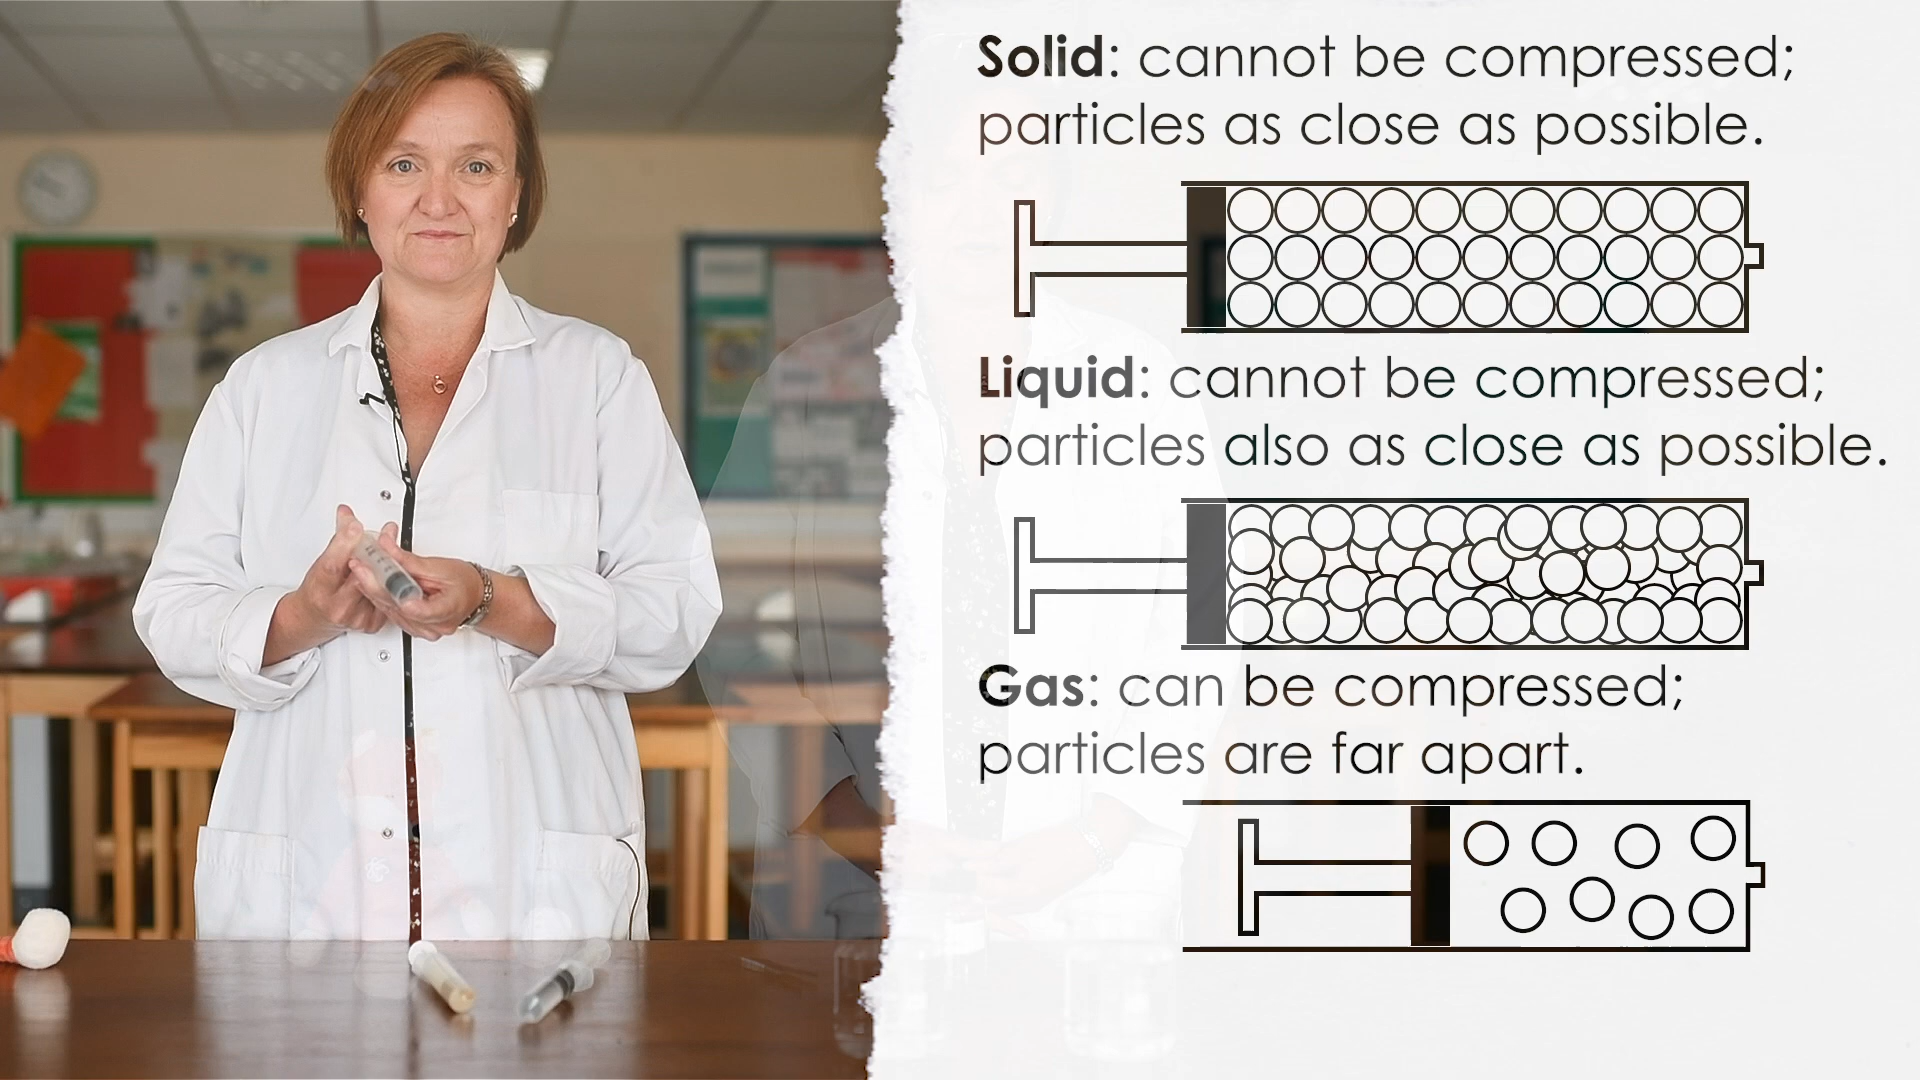 Solid: cannot be compressed;
particles as close as possible.
Liquid: cannot be compressed;
particles also as close as possible.
Gas: can be compressed;
particles are far apart.